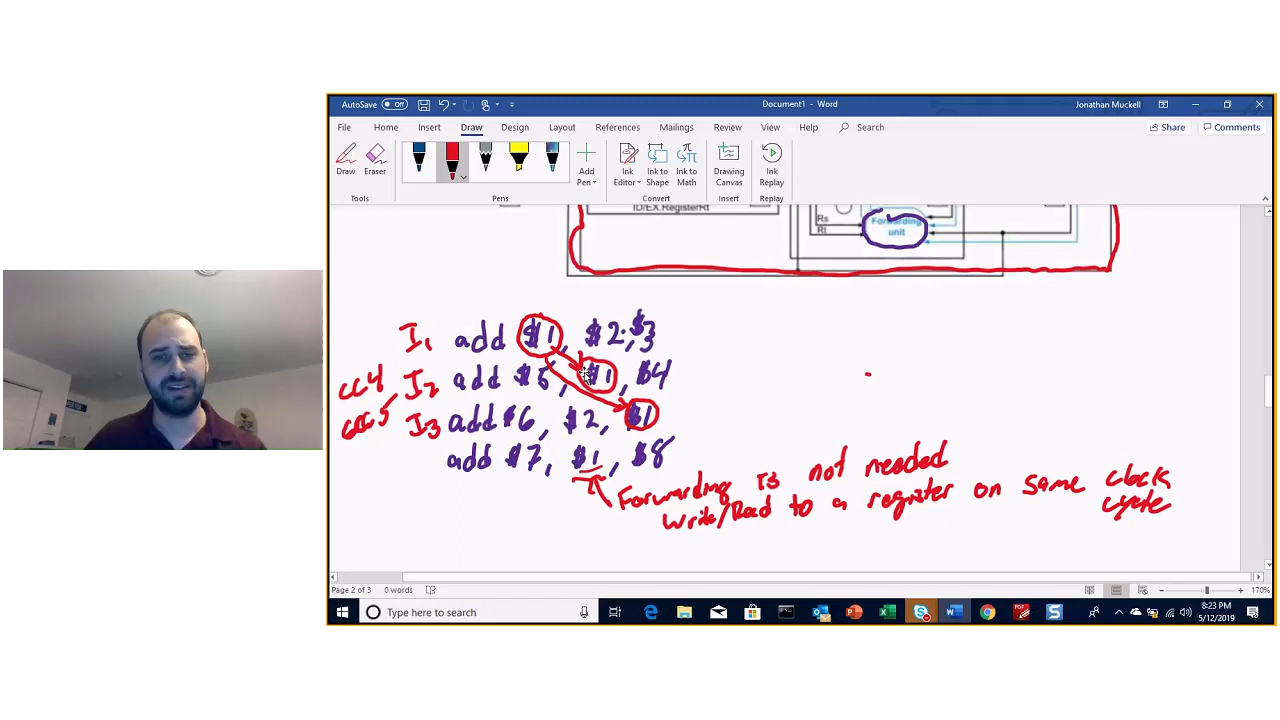 AutoSave Off Document1 - Word Jonathan Muckell
File Home Insert Draw Design Layout References Mailings Review View Help Search Share Comments
Draw Eraser Add Pen Ink Editor Ink to Shape Ink to Math Drawing Canvas Ink Replay
Tools Pens Convert Insert Replay
ID/EX.RegisterRt
Rs
Rt
Forwarding unit
I1 add $1, $2, $3
CC4 I2 add $5, $1, $4
CC5 I3 add $6, $2, $1
add $7, $1, $8
Forwarding is not needed
Write/Read to a register on same clock cycle
Page 2 of 3 0 words 170%
Type here to search
8:23 PM
5/12/2019